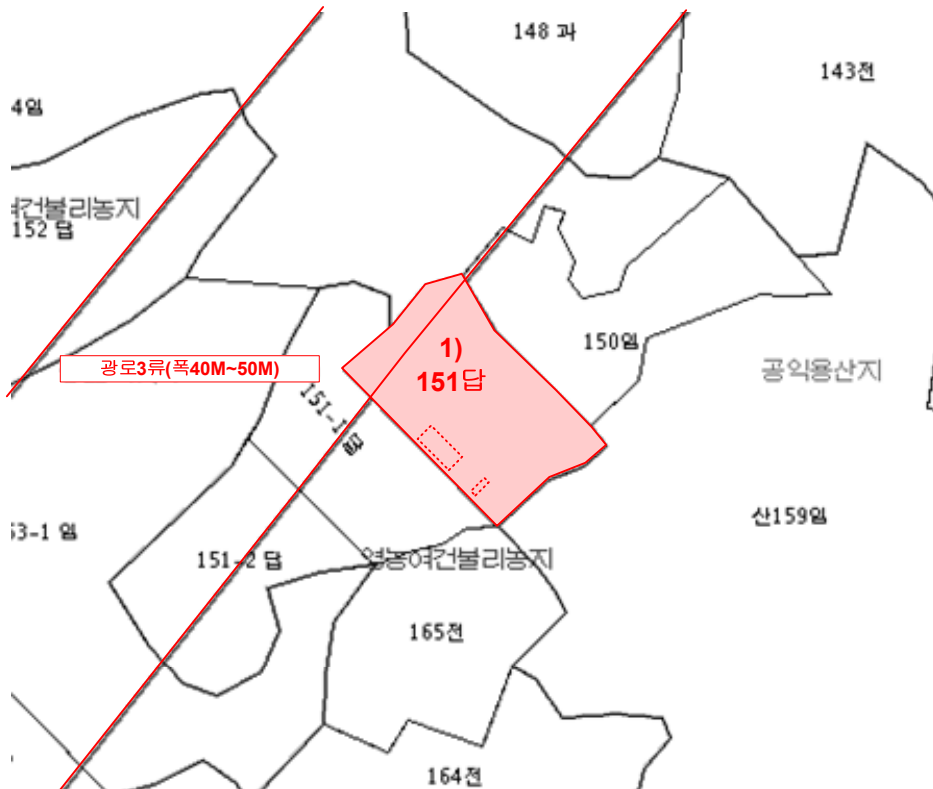 148 과
143전
4임
여건불리농지
152 답
150임
1)
151답
광로3류(폭40M~50M)
공익용산지
151-1 답
산159임
53-1 임
151-2 답
영농여건불리농지
165전
164전